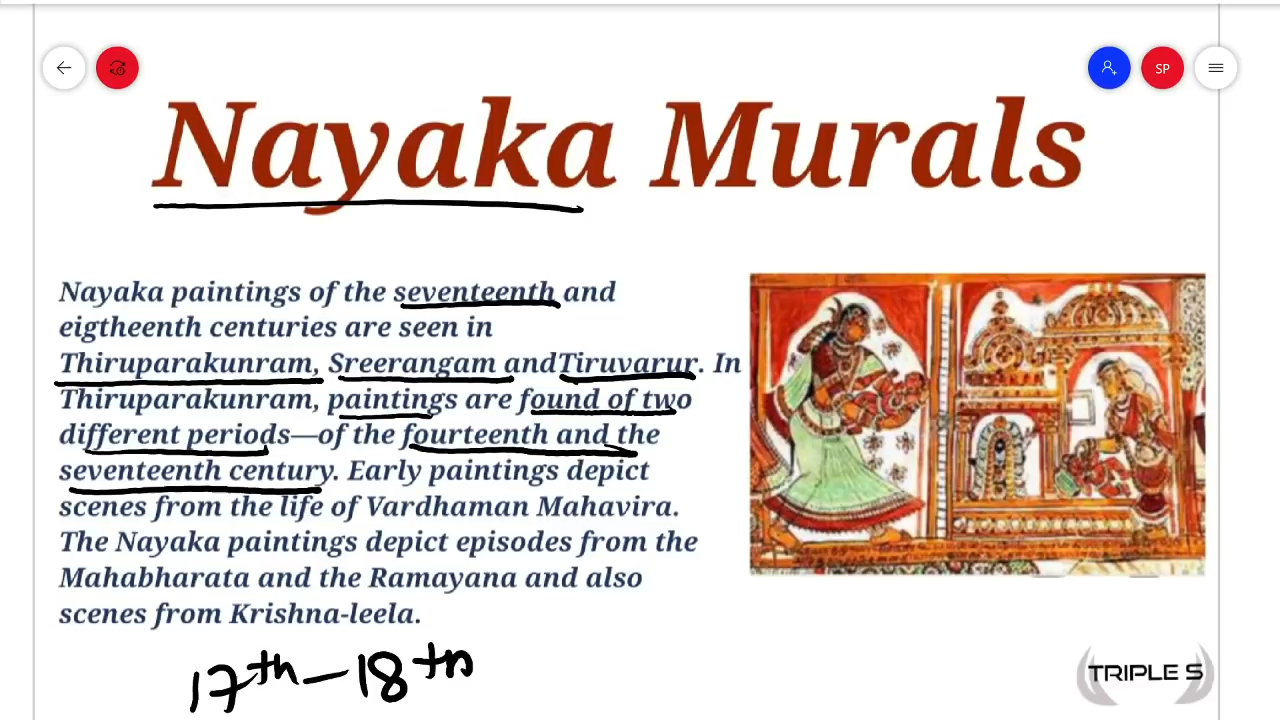 SP
Nayaka Murals
Nayaka paintings of the seventeenth and
eigtheenth centuries are seen in
Thiruparakunram, Sreerangam andTiruvarur. In
Thiruparakunram, paintings are found of two
different periods—of the fourteenth and the
seventeenth century. Early paintings depict
scenes from the life of Vardhaman Mahavira.
The Nayaka paintings depict episodes from the
Mahabharata and the Ramayana and also
scenes from Krishna-leela.
17th – 18th
TRIPLE S